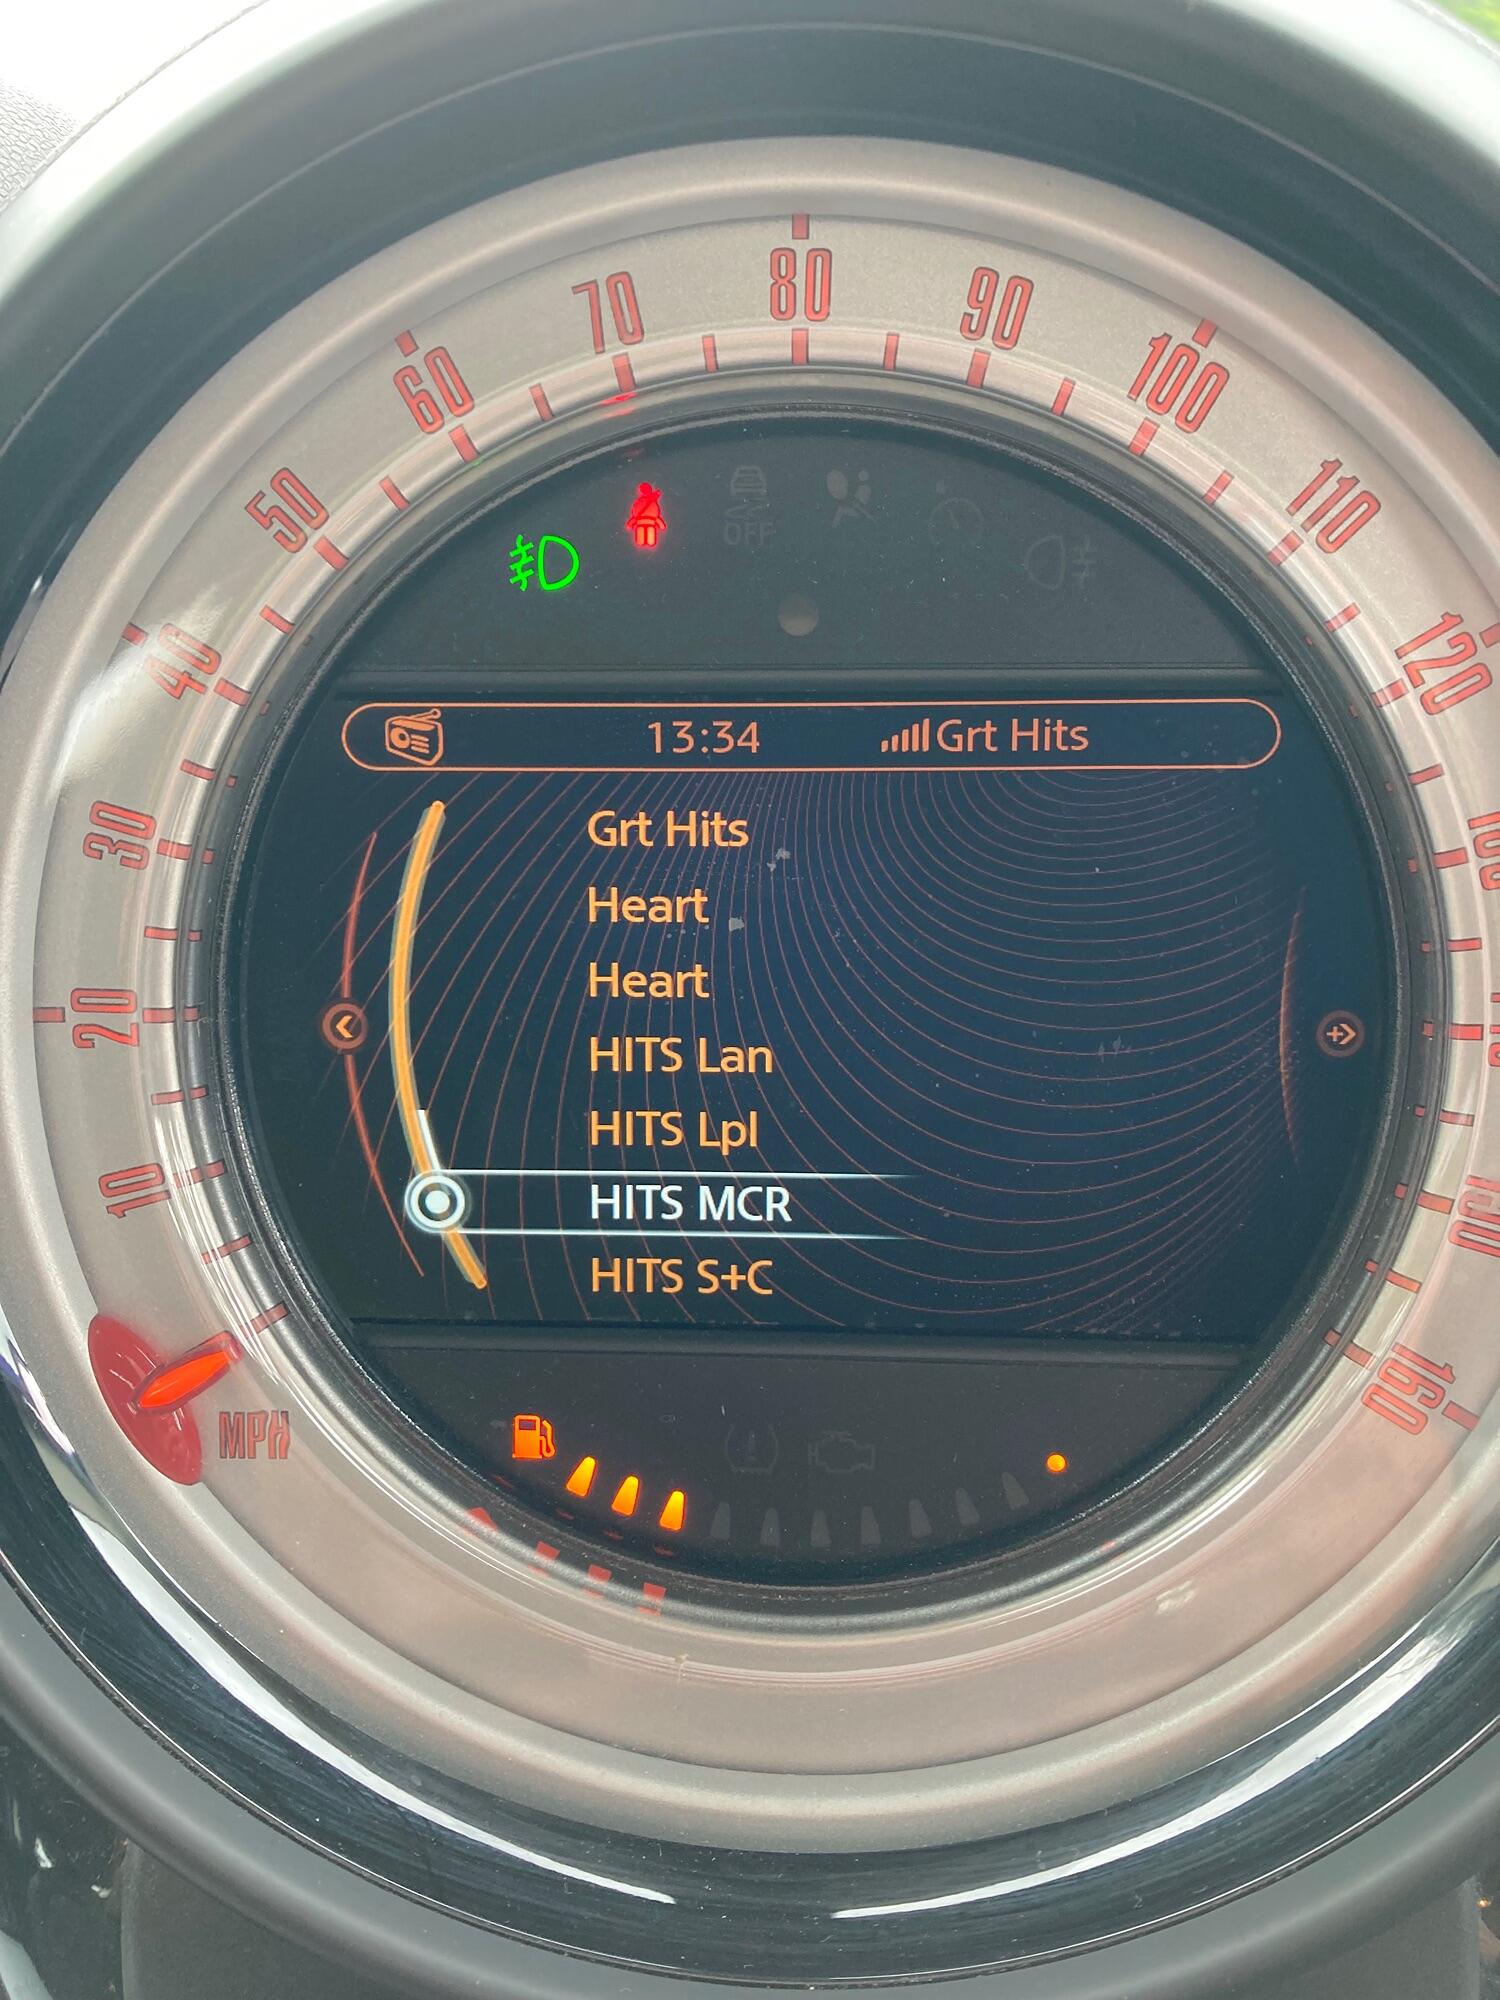 80
70
90
60
100
50
110
OFF
40
120
13:34
Grt Hits
Grt Hits
30
Heart
Heart
20
HITS Lan
HITS Lpl
10
HITS MCR
HITS S+C
160
MPH